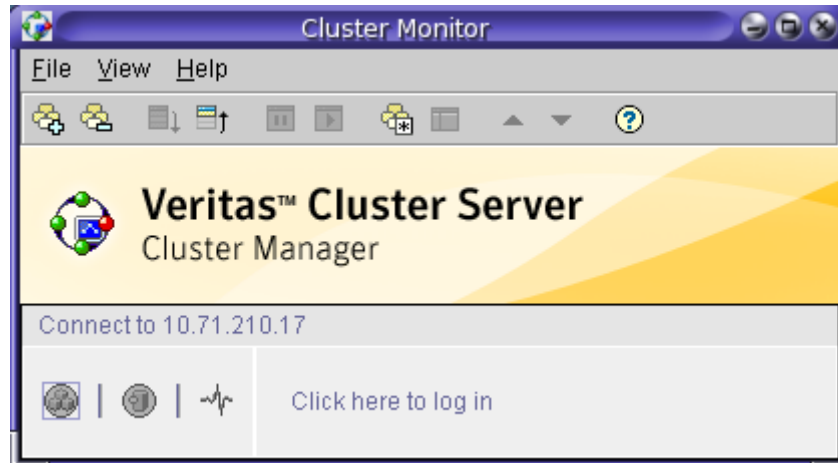 Cluster Monitor
File View Help
Veritas™ Cluster Server
Cluster Manager
Connect to 10.71.210.17
Click here to log in